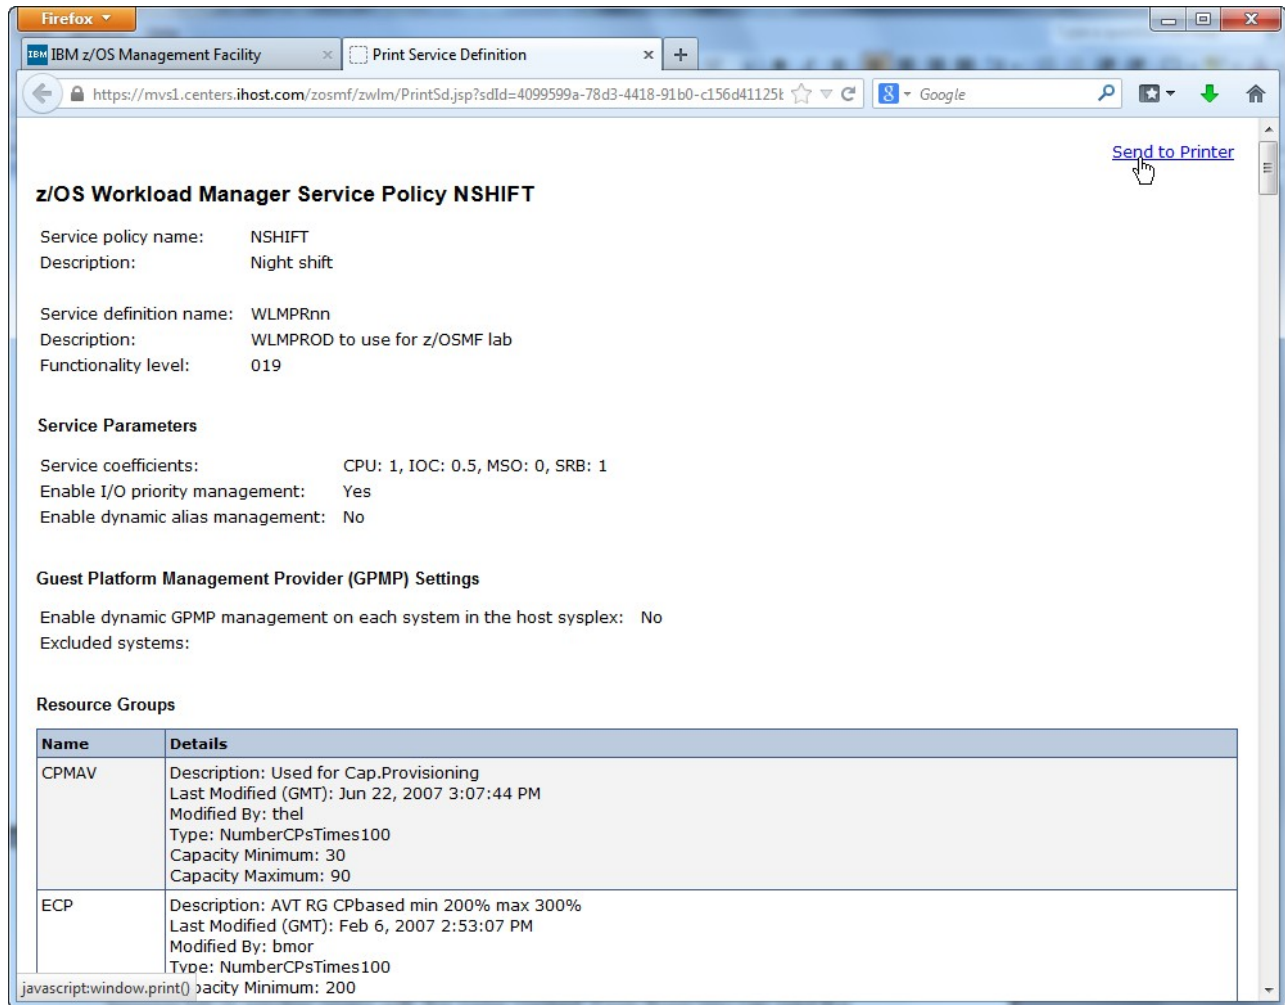 Firefox
IBM IBM z/OS Management Facility
Print Service Definition
https://mvs1.centers.ihost.com/zosmf/zwlm/PrintSd.jsp?sdId=4099599a-78d3-4418-91b0-c156d41125b
Google
Send to Printer
z/OS Workload Manager Service Policy NSHIFT
Service policy name: NSHIFT
Description: Night shift
Service definition name: WLMPRnn
Description: WLMPROD to use for z/OSMF lab
Functionality level: 019
Service Parameters
Service coefficients: CPU: 1, IOC: 0.5, MSO: 0, SRB: 1
Enable I/O priority management: Yes
Enable dynamic alias management: No
Guest Platform Management Provider (GPMP) Settings
Enable dynamic GPMP management on each system in the host sysplex: No
Excluded systems:
Resource Groups
Name Details
CPMAV Description: Used for Cap.Provisioning
Last Modified (GMT): Jun 22, 2007 3:07:44 PM
Modified By: thel
Type: NumberCPsTimes100
Capacity Minimum: 30
Capacity Maximum: 90
ECP Description: AVT RG CPbased min 200% max 300%
Last Modified (GMT): Feb 6, 2007 2:53:07 PM
Modified By: bmor
Type: NumberCPsTimes100
javascript:window.print() pacity Minimum: 200